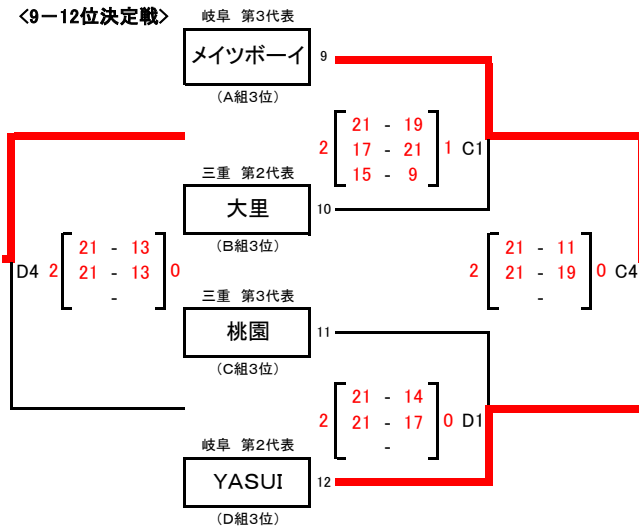 <9－12位決定戦>
岐阜 第3代表
メイツボーイ 9
(A組3位)
21 - 19
2 17 - 21 1 C1
15 - 9
三重 第2代表
大里 10
(B組3位)
21 - 13
D4 2 21 - 13 0
-
21 - 11
2 21 - 19 0 C4
-
三重 第3代表
桃園 11
(C組3位)
21 - 14
2 21 - 17 0 D1
-
岐阜 第2代表
YASUI 12
(D組3位)